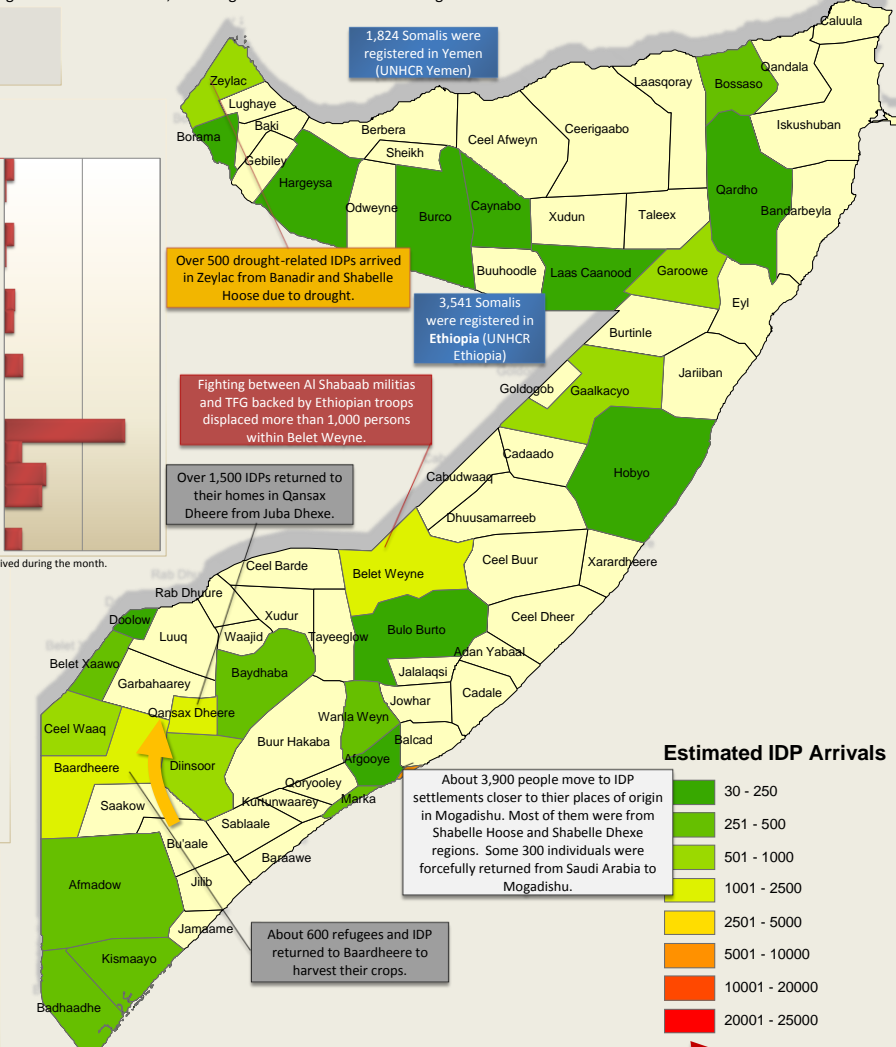 1,824 Somalis were
registered in Yemen
(UNHCR Yemen)
Caluula
Qandala
Laasqoray
Bossaso
Zeylac
Lughaye
Iskushuban
Baki
Berbera
Ceerigaabo
Borama
Ceel Afweyn
Sheikh
Gebiley
Hargeysa
Qardho
Odweyne
Caynabo
Bandarbeyla
Burco
Xudun
Taleex
Over 500 drought-related IDPs arrived
in Zeylac from Banadir and Shabelle
Hoose due to drought.
Buuhoodle
Laas Caanood
Garoowe
3,541 Somalis
were registered in
Ethiopia (UNHCR
Ethiopia)
Eyl
Burtinle
Jariiban
Goldogob
Gaalkacyo
Fighting between Al Shabaab militias
and TFG backed by Ethiopian troops
displaced more than 1,000 persons
within Belet Weyne.
Cadaado
Hobyo
Cabudwaaq
Over 1,500 IDPs returned to
their homes in Qansax
Dheere from Juba Dhexe.
Dhuusamarreeb
ived during the month.
Ceel Barde
Belet Weyne
Ceel Buur
Xarardheere
Rab Dhuure
Doolow
Xudur
Ceel Dheer
Luuq
Waajid
Tayeeglow
Bulo Burto
Adan Yabaal
Belet Xaawo
Baydhaba
Jalalaqsi
Garbahaarey
Cadale
Jowhar
Qansax Dheere
Wanla Weyn
Ceel Waaq
Buur Hakaba
Balcad
Afgooye
Baardheere
Diinsoor
Qoryooley
Marka
Saakow
Kurtunwaarey
Sablaale
Bu'aale
Baraawe
Afmadow
Jilib
Jamaame
Kismaayo
Badhaadhe
About 3,900 people move to IDP
settlements closer to thier places of origin
in Mogadishu. Most of them were from
Shabelle Hoose and Shabelle Dhexe
regions. Some 300 individuals were
forcefully returned from Saudi Arabia to
Mogadishu.
About 600 refugees and IDP
returned to Baardheere to
harvest their crops.
Estimated IDP Arrivals
30 - 250
251 - 500
501 - 1000
1001 - 2500
2501 - 5000
5001 - 10000
10001 - 20000
20001 - 25000